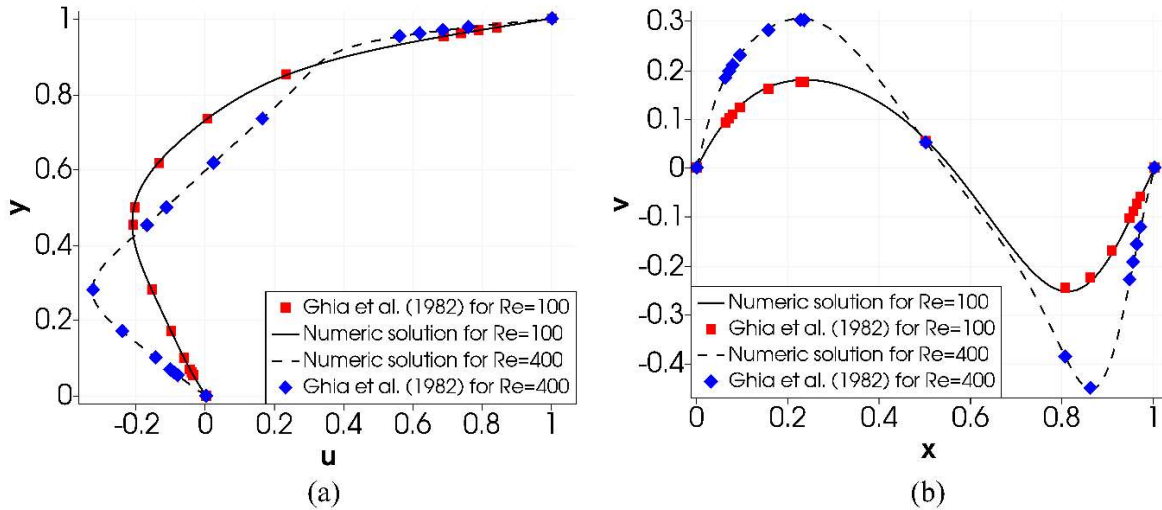 1
0.8
0.6
0.4
0.2
0
y
-0.2 0 0.2 0.4 0.6 0.8 1
u
Ghia et al. (1982) for Re=100
Numeric solution for Re=100
Numeric solution for Re=400
Ghia et al. (1982) for Re=400
(a)
0.3
0.2
0.1
0
-0.1
-0.2
-0.3
-0.4
v
0 0.2 0.4 0.6 0.8 1
x
Numeric solution for Re=100
Ghia et al. (1982) for Re=100
Numeric solution for Re=400
Ghia et al. (1982) for Re=400
(b)